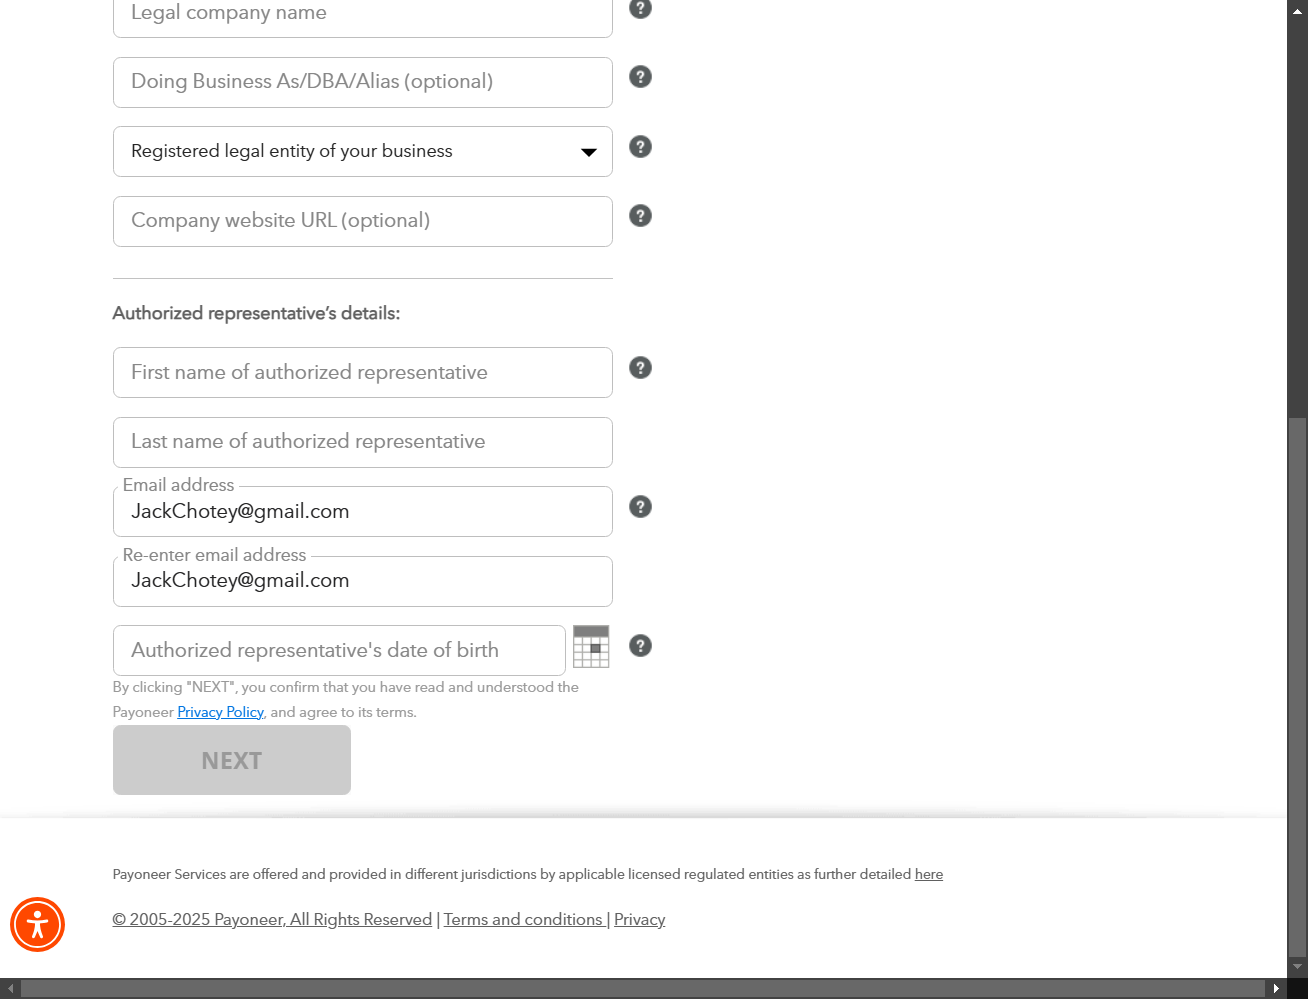 Legal company name
Doing Business As/DBA/Alias (optional)
Registered legal entity of your business
Company website URL (optional)
Authorized representative’s details:
First name of authorized representative
Last name of authorized representative
Email address
JackChotey@gmail.com
Re-enter email address
JackChotey@gmail.com
Authorized representative's date of birth
By clicking "NEXT", you confirm that you have read and understood the
Payoneer Privacy Policy, and agree to its terms.
NEXT
Payoneer Services are offered and provided in different jurisdictions by applicable licensed regulated entities as further detailed here
© 2005-2025 Payoneer, All Rights Reserved | Terms and conditions | Privacy